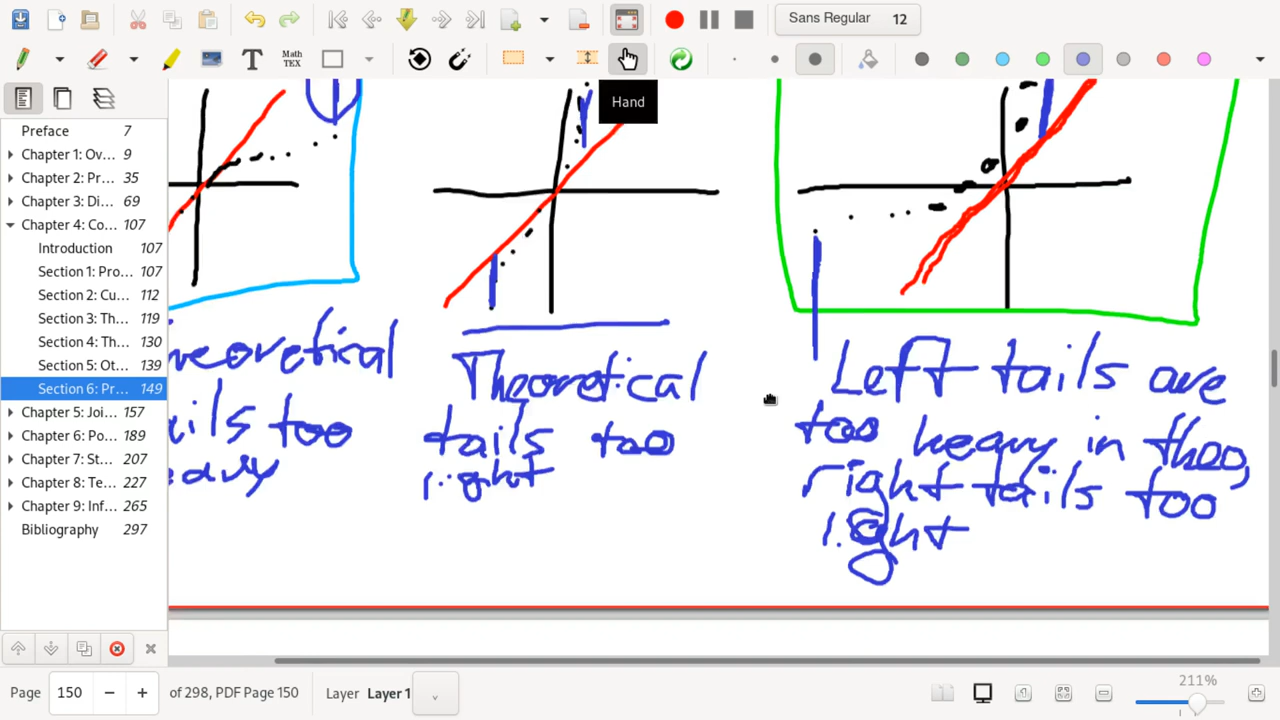 Sans Regular 12
Math
TEX
Hand
Preface 7
Chapter 1: Ov... 9
Chapter 2: Pr... 35
Chapter 3: Di... 69
Chapter 4: Co... 107
Introduction 107
Section 1: Pro... 107
Section 2: Cu... 112
Section 3: Th... 119
Section 4: Th... 130
Section 5: Ot... 139
Section 6: Pr... 149
Chapter 5: Joi... 157
Chapter 6: Po... 189
Chapter 7: St... 207
Chapter 8: Te... 227
Chapter 9: Inf... 265
Bibliography 297
heoretical
ils too
eavy
Theoretical
tails too
light
Left tails are
too heavy in theo,
right tails too
light
Page 150 of 298, PDF Page 150
Layer Layer 1
211%